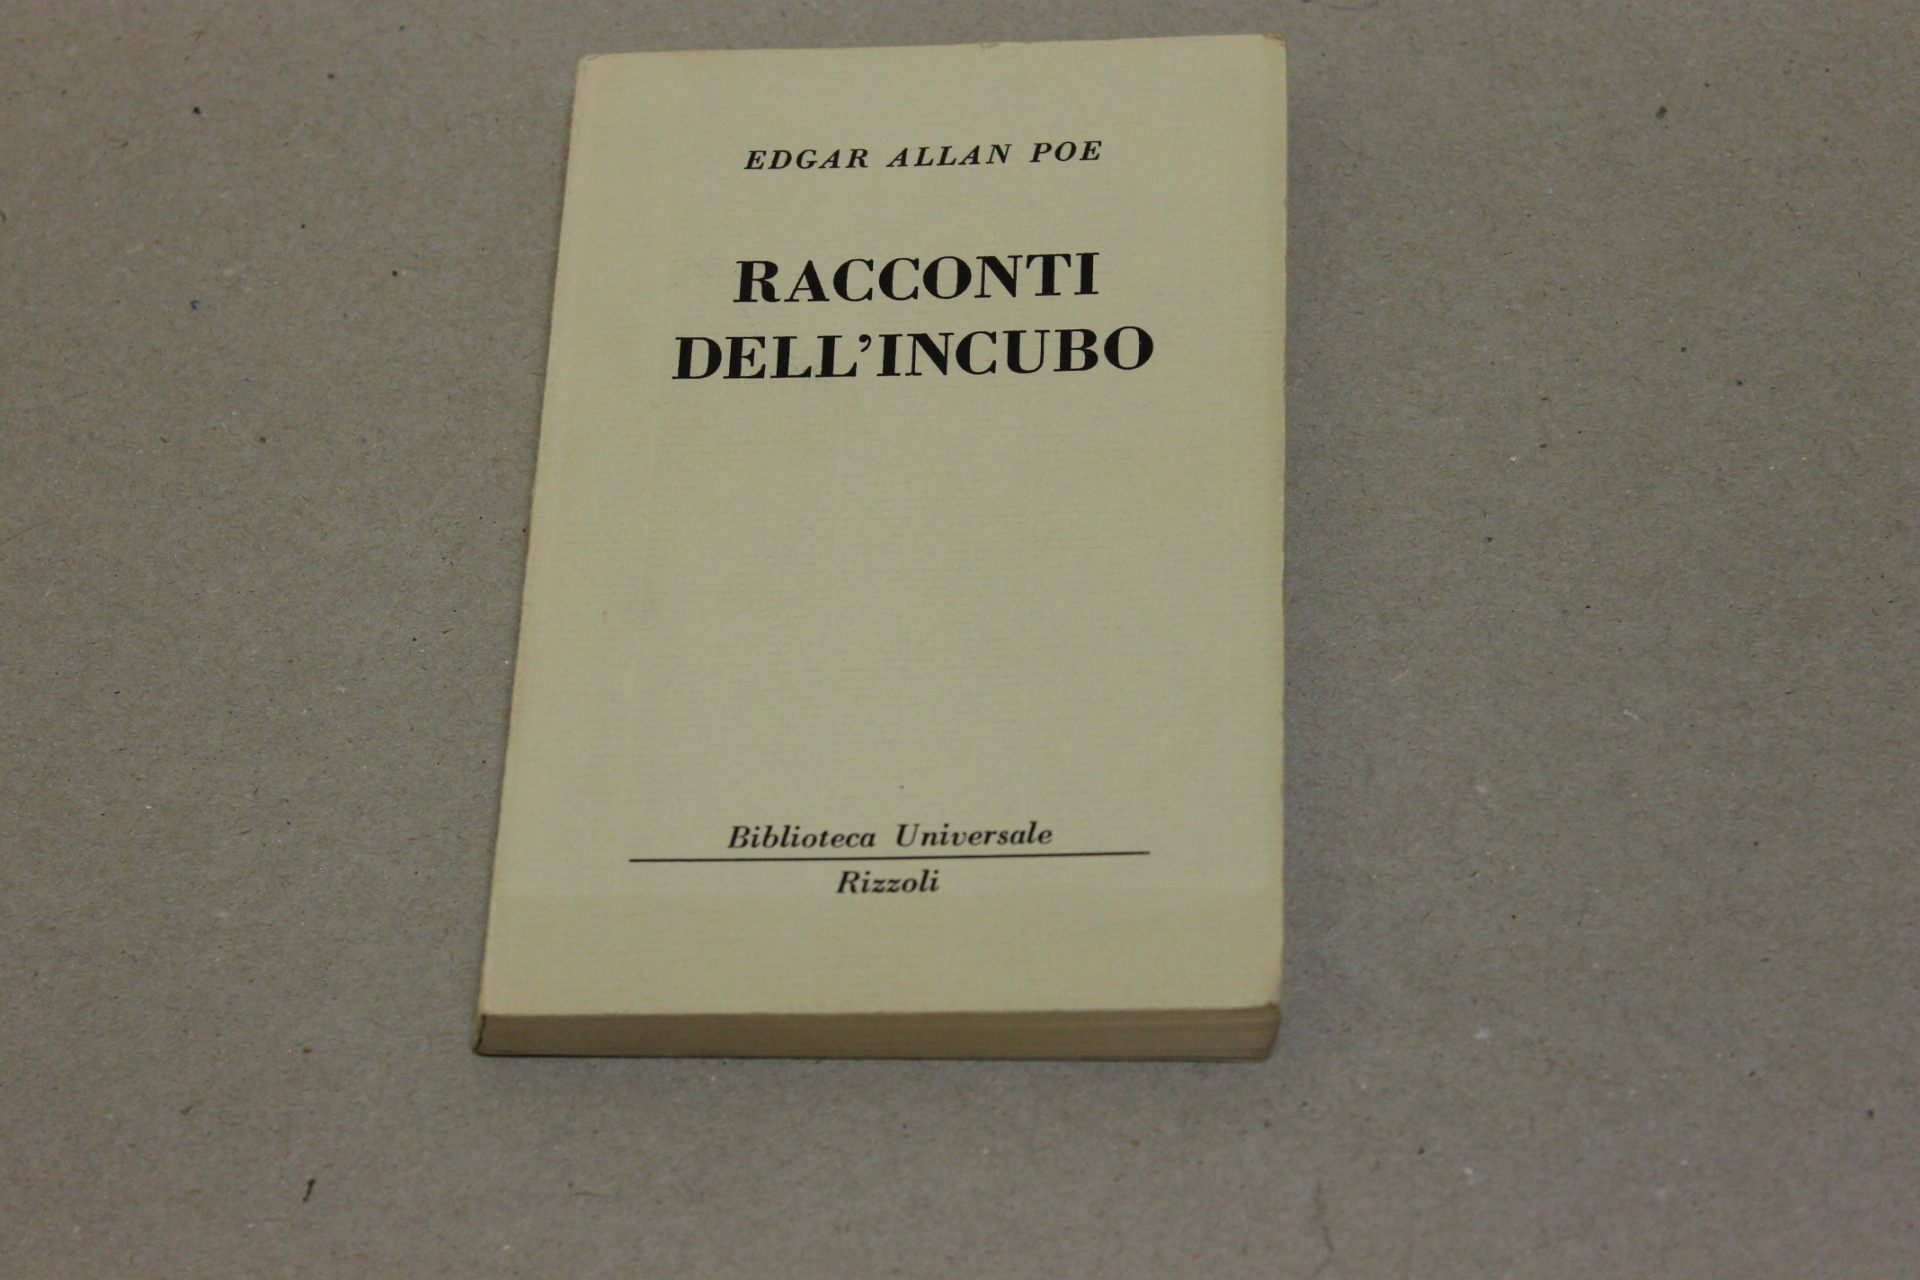 EDGAR ALLAN POE
RACCONTI
DELL'INCUBO
Biblioteca Universale
Rizzoli